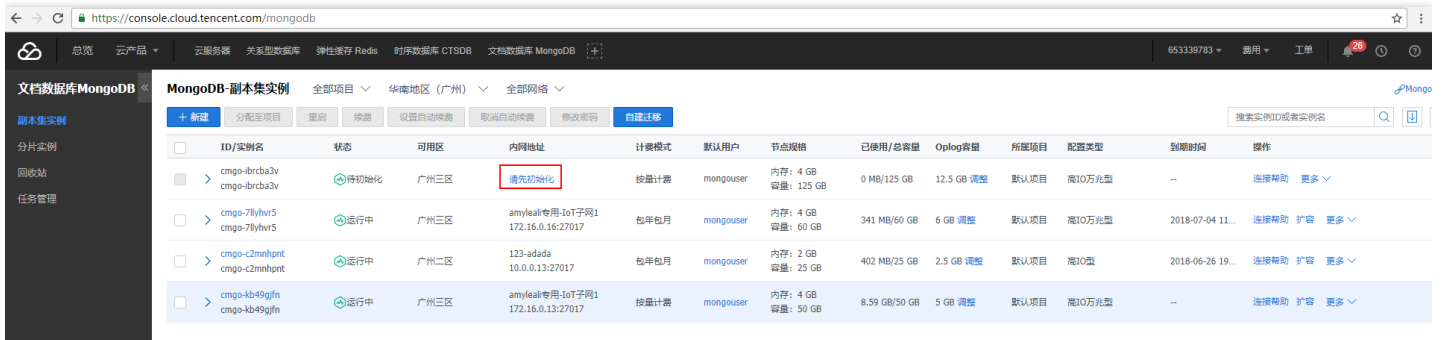 https://console.cloud.tencent.com/mongodb
总览 云产品 云服务器 关系型数据库 弹性缓存 Redis 时序数据库 CTSDB 文档数据库 MongoDB 653339783 费用 工单 26
文档数据库MongoDB « MongoDB-副本集实例 全部项目 华南地区（广州） 全部网络 Mongo
副本集实例
分片实例
回收站
任务管理
+ 新建 分配至项目 重启 续费 设置自动续费 取消自动续费 修改密码 自建迁移 搜索实例ID或者实例名
ID/实例名 状态 可用区 内网地址 计费模式 默认用户 节点规格 已使用/总容量 Oplog容量 所属项目 配置类型 到期时间 操作
cmgo-ibrcba3v
cmgo-ibrcba3v
待初始化 广州三区 请先初始化 按量计费 mongouser
内存：4 GB
容量：125 GB
0 MB/125 GB 12.5 GB 调整 默认项目 高IO万兆型 -- 连接帮助 更多
cmgo-7llyhvr5
cmgo-7llyhvr5
运行中 广州三区
amyleali专用-IoT子网1
172.16.0.16:27017
包年包月 mongouser
内存：4 GB
容量：60 GB
341 MB/60 GB 6 GB 调整 默认项目 高IO万兆型 2018-07-04 11... 连接帮助 扩容 更多
cmgo-c2mnhpnt
cmgo-c2mnhpnt
运行中 广州二区
123-adada
10.0.0.13:27017
包年包月 mongouser
内存：2 GB
容量：25 GB
402 MB/25 GB 2.5 GB 调整 默认项目 高IO型 2018-06-26 19... 连接帮助 扩容 更多
cmgo-kb49gjfn
cmgo-kb49gjfn
运行中 广州三区
amyleali专用-IoT子网1
172.16.0.13:27017
按量计费 mongouser
内存：4 GB
容量：50 GB
8.59 GB/50 GB 5 GB 调整 默认项目 高IO万兆型 -- 连接帮助 扩容 更多